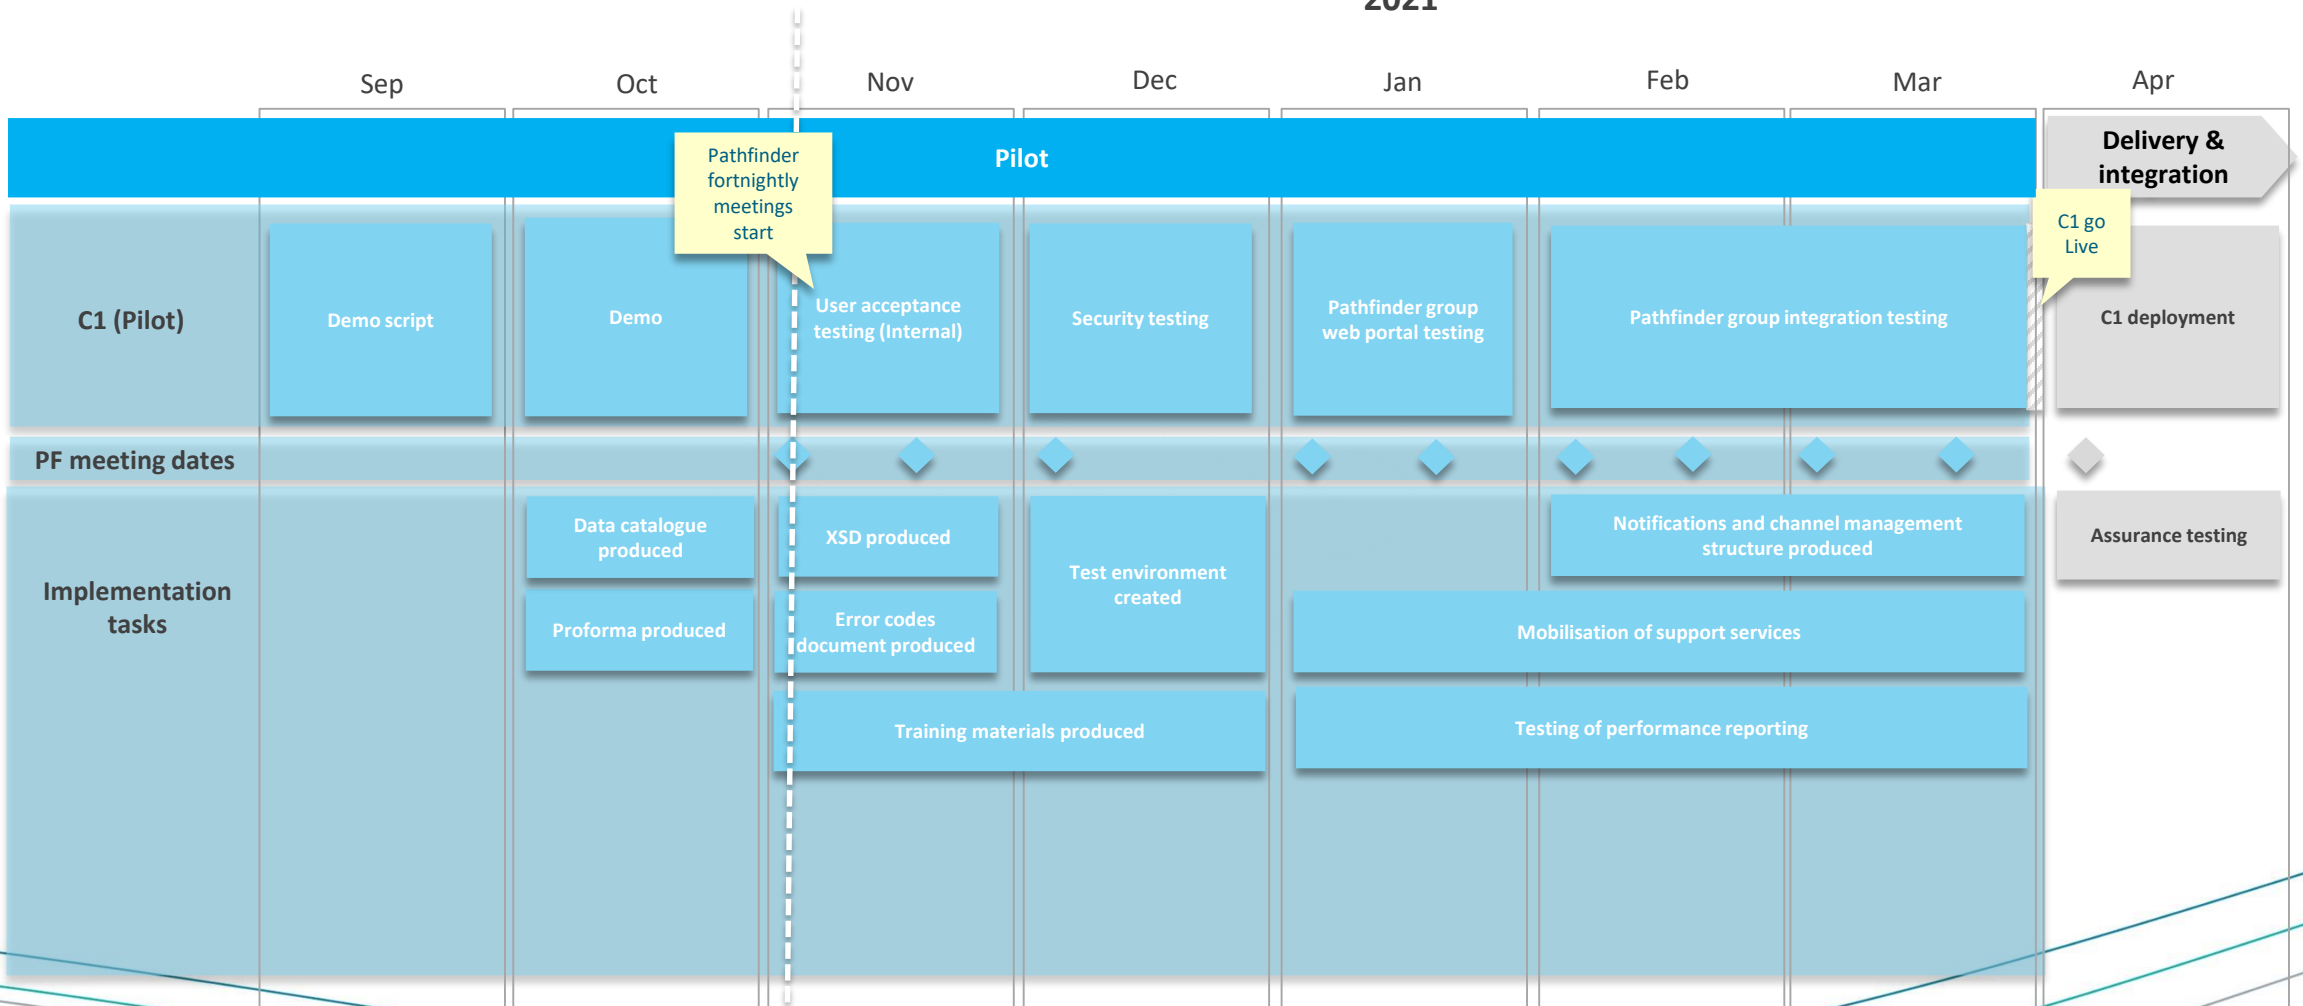 2021
Sep
Oct
Nov
Dec
Jan
Feb
Mar
Apr
Pilot
Delivery &
integration
Pathfinder
fortnightly
meetings
start
C1 go
Live
C1 (Pilot)
Demo script
Demo
User acceptance
testing (Internal)
Security testing
Pathfinder group
web portal testing
Pathfinder group integration testing
C1 deployment
PF meeting dates
Implementation
tasks
Data catalogue
produced
XSD produced
Test environment
created
Notifications and channel management
structure produced
Assurance testing
Proforma produced
Error codes
document produced
Mobilisation of support services
Training materials produced
Testing of performance reporting